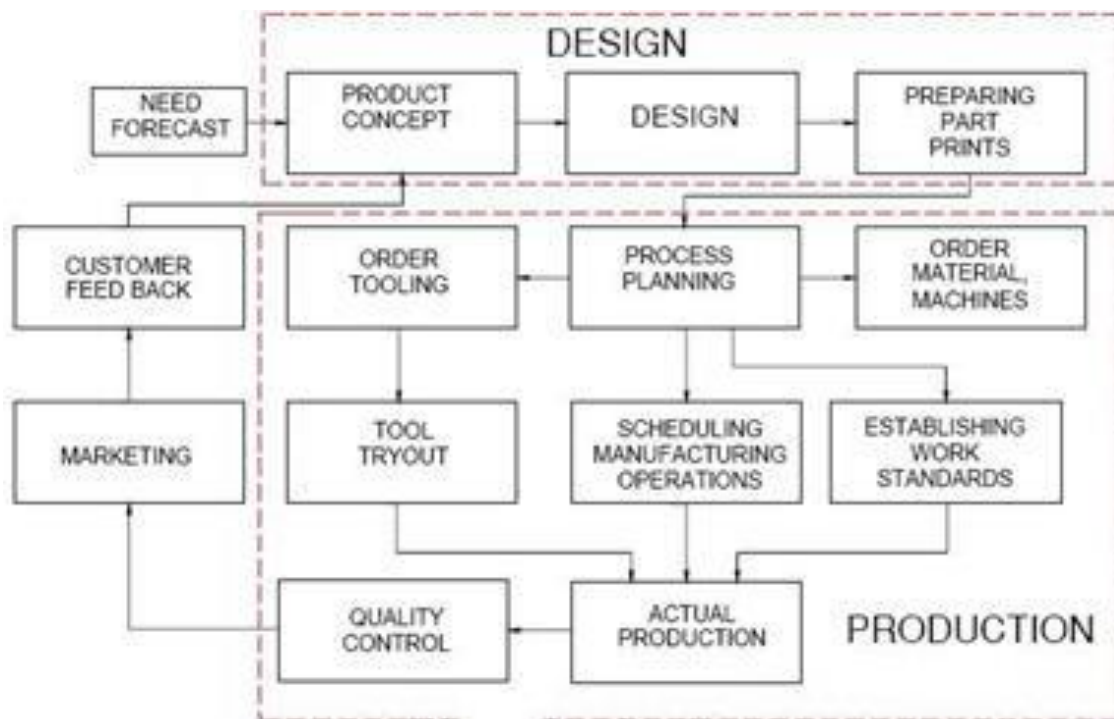 DESIGN
NEED
FORECAST
PRODUCT
CONCEPT
DESIGN
PREPARING
PART
PRINTS
CUSTOMER
FEED BACK
ORDER
TOOLING
PROCESS
PLANNING
ORDER
MATERIAL,
MACHINES
MARKETING
TOOL
TRYOUT
SCHEDULING
MANUFACTURING
OPERATIONS
ESTABLISHING
WORK
STANDARDS
QUALITY
CONTROL
ACTUAL
PRODUCTION
PRODUCTION